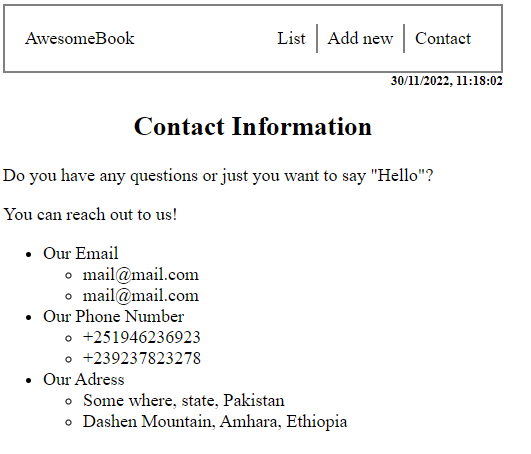 AwesomeBook List Add new Contact
30/11/2022, 11:18:02
Contact Information
Do you have any questions or just you want to say "Hello"?
You can reach out to us!
Our Email
mail@mail.com
mail@mail.com
Our Phone Number
+251946236923
+239237823278
Our Adress
Some where, state, Pakistan
Dashen Mountain, Amhara, Ethiopia